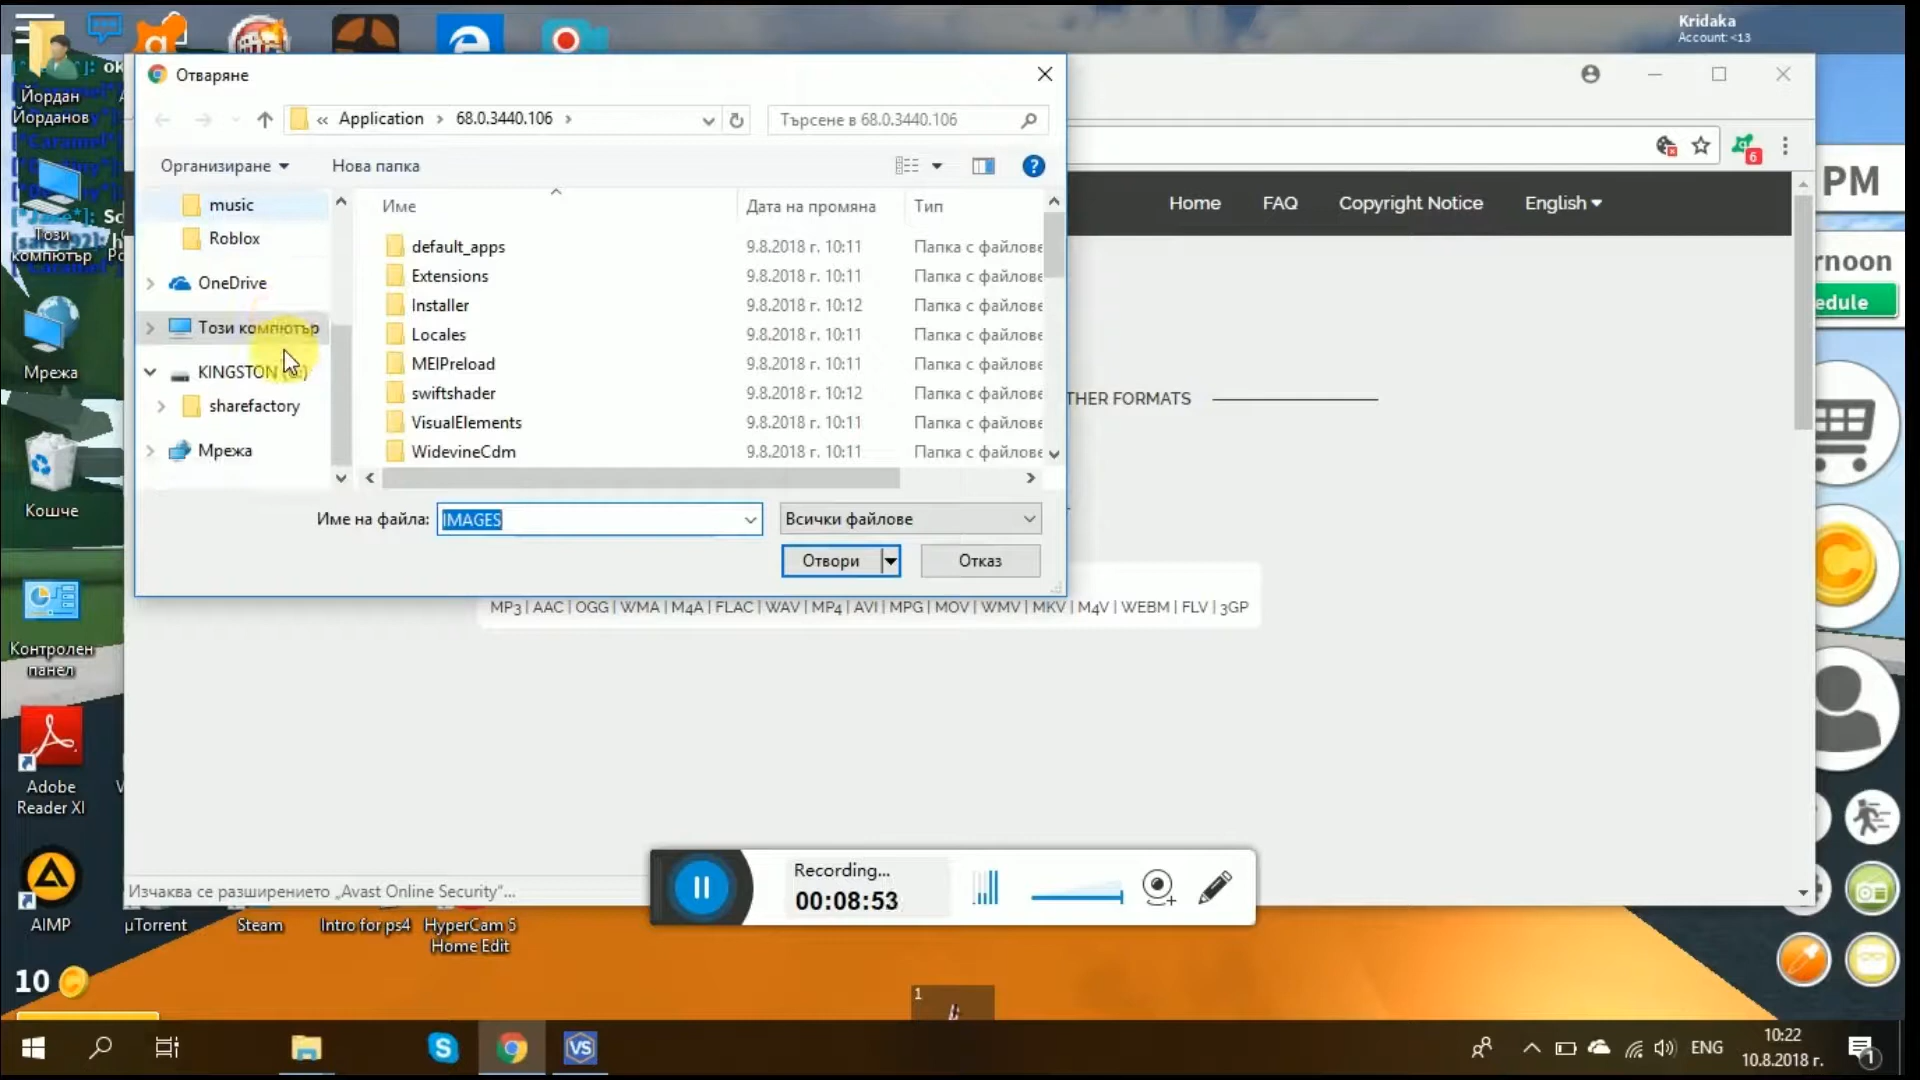 Kridaka
Account: <13
Отваряне
« Application › 68.0.3440.106 ›
Търсене в 68.0.3440.106
Организиране
Нова папка
6
PM
Home FAQ Copyright Notice English
music
Roblox
OneDrive
Този компютър
KINGSTON
sharefactory
Мрежа
Име Дата на промяна Тип
default_apps 9.8.2018 г. 10:11 Папка с файлове
Extensions 9.8.2018 г. 10:11 Папка с файлове
Installer 9.8.2018 г. 10:12 Папка с файлове
Locales 9.8.2018 г. 10:11 Папка с файлове
MEIPreload 9.8.2018 г. 10:11 Папка с файлове
swiftshader 9.8.2018 г. 10:12 Папка с файлове
VisualElements 9.8.2018 г. 10:11 Папка с файлове
WidevineCdm 9.8.2018 г. 10:11 Папка с файлове
Име на файла: IMAGES Всички файлове
Отвори Отказ
rnoon
edule
THER FORMATS
MP3 | AAC | OGG | WMA | M4A | FLAC | WAV | MP4 | AVI | MPG | MOV | WMV | MKV | M4V | WEBM | FLV | 3GP
Йордан
Йорданов
Този
компютър
Мрежа
Кошче
Контролен
панел
Adobe
Reader XI
AIMP
Изчаква се разширението „Avast Online Security“...
Recording...
00:08:53
µTorrent
Steam
Intro for ps4
HyperCam 5
Home Edit
10
1
VS
ENG
10:22
10.8.2018 г.
1